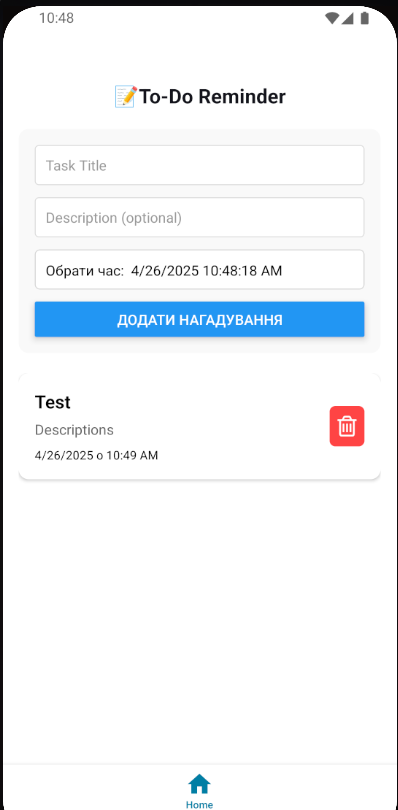 10:48
📝To-Do Reminder
Task Title
Description (optional)
Обрати час: 4/26/2025 10:48:18 AM
ДОДАТИ НАГАДУВАННЯ
Test
Descriptions
4/26/2025 о 10:49 AM
Home